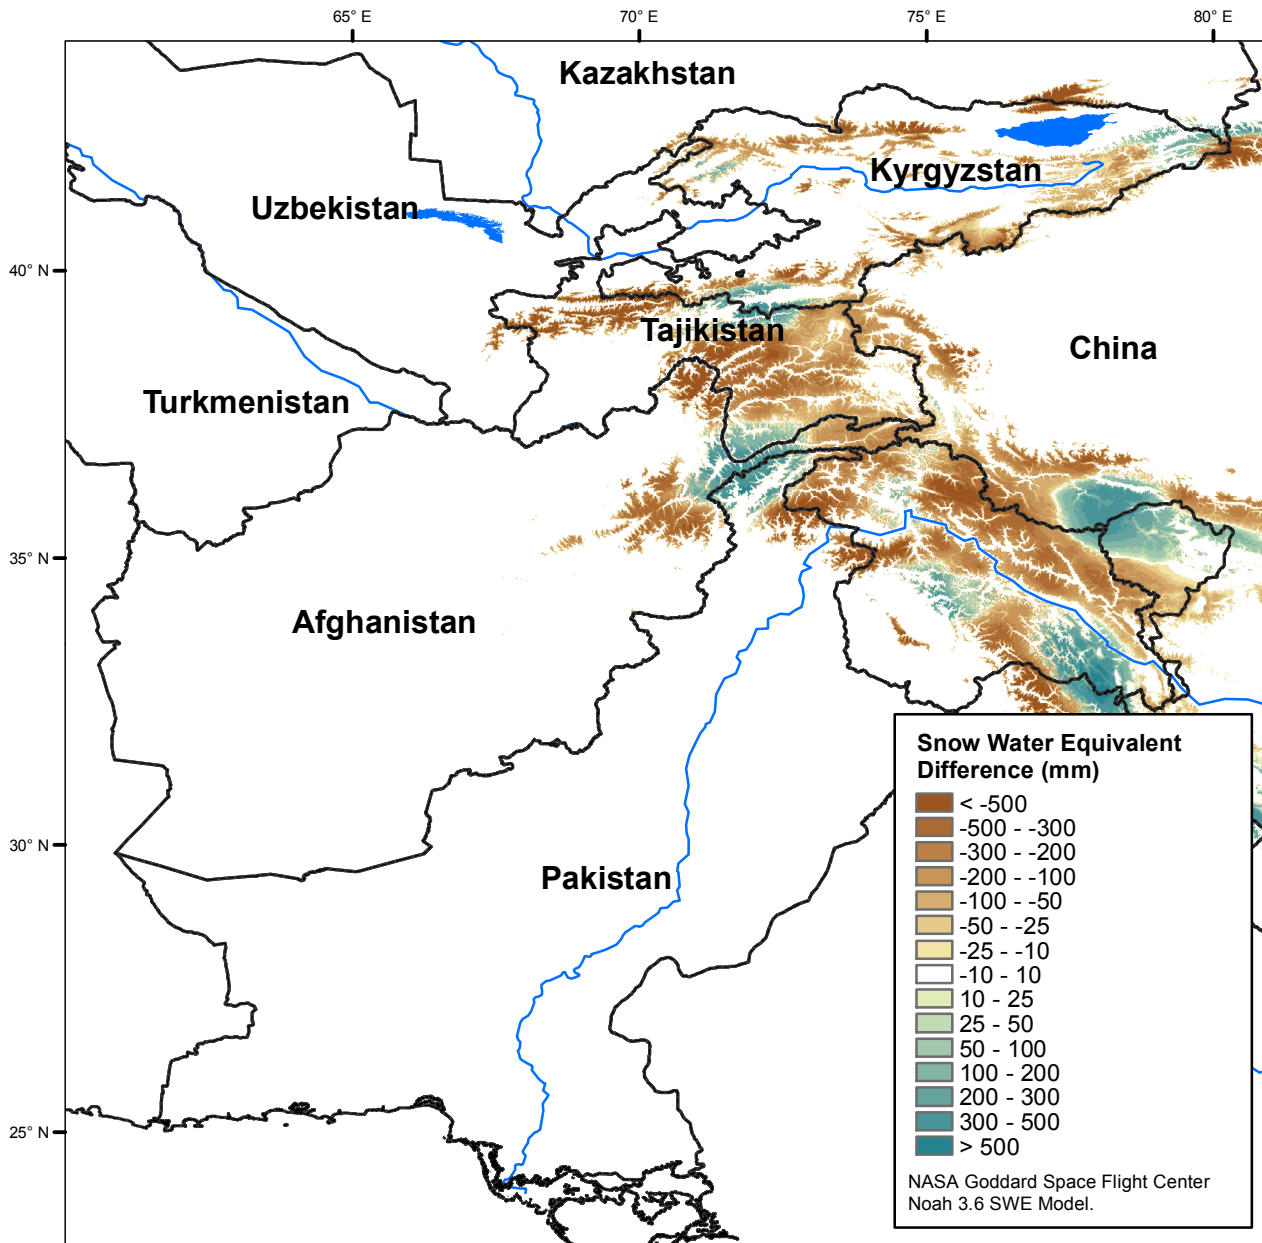 65° E
70° E
75° E
80° E
Kazakhstan
Kyrgyzstan
Uzbekistan
40° N
Tajikistan
China
Turkmenistan
35° N
Afghanistan
30° N
Pakistan
25° N
Snow Water Equivalent
Difference (mm)
< -500
-500 - -300
-300 - -200
-200 - -100
-100 - -50
-50 - -25
-25 - -10
-10 - 10
10 - 25
25 - 50
50 - 100
100 - 200
200 - 300
300 - 500
> 500
NASA Goddard Space Flight Center
Noah 3.6 SWE Model.